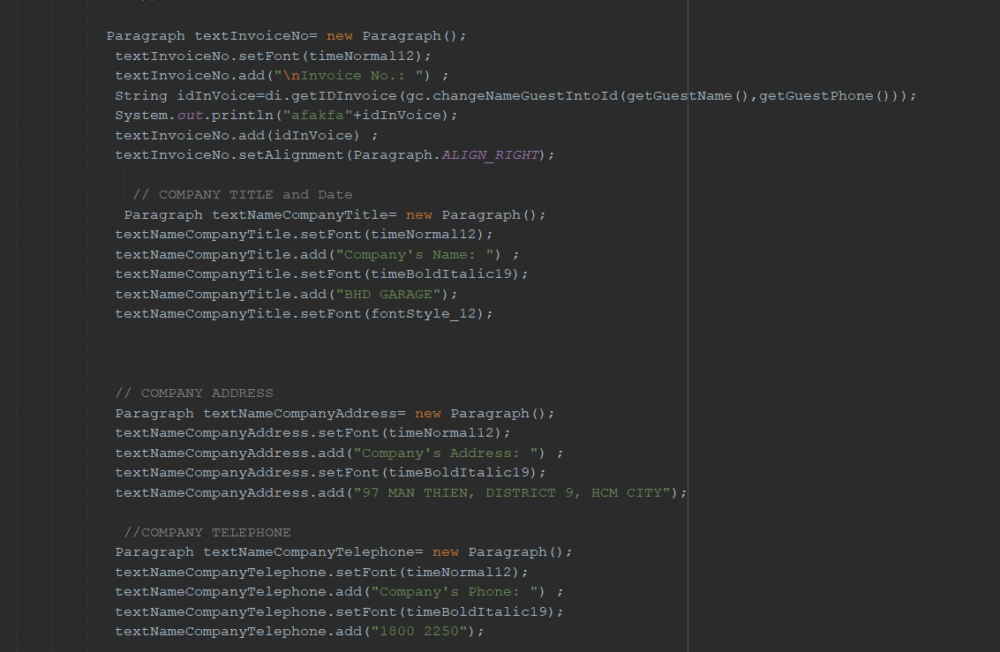 Paragraph textInvoiceNo= new Paragraph();
textInvoiceNo.setFont(timeNormal12);
textInvoiceNo.add("\nInvoice No.: ") ;
String idInVoice=di.getIDInvoice(gc.changeNameGuestIntoId(getGuestName(),getGuestPhone()));
System.out.println("afakfa"+idInVoice);
textInvoiceNo.add(idInVoice) ;
textInvoiceNo.setAlignment(Paragraph.ALIGN_RIGHT);
// COMPANY TITLE and Date
Paragraph textNameCompanyTitle= new Paragraph();
textNameCompanyTitle.setFont(timeNormal12);
textNameCompanyTitle.add("Company's Name: ") ;
textNameCompanyTitle.setFont(timeBoldItalic19);
textNameCompanyTitle.add("BHD GARAGE");
textNameCompanyTitle.setFont(fontStyle_12);
// COMPANY ADDRESS
Paragraph textNameCompanyAddress= new Paragraph();
textNameCompanyAddress.setFont(timeNormal12);
textNameCompanyAddress.add("Company's Address: ") ;
textNameCompanyAddress.setFont(timeBoldItalic19);
textNameCompanyAddress.add("97 MAN THIEN, DISTRICT 9, HCM CITY");
//COMPANY TELEPHONE
Paragraph textNameCompanyTelephone= new Paragraph();
textNameCompanyTelephone.setFont(timeNormal12);
textNameCompanyTelephone.add("Company's Phone: ") ;
textNameCompanyTelephone.setFont(timeBoldItalic19);
textNameCompanyTelephone.add("1800 2250");